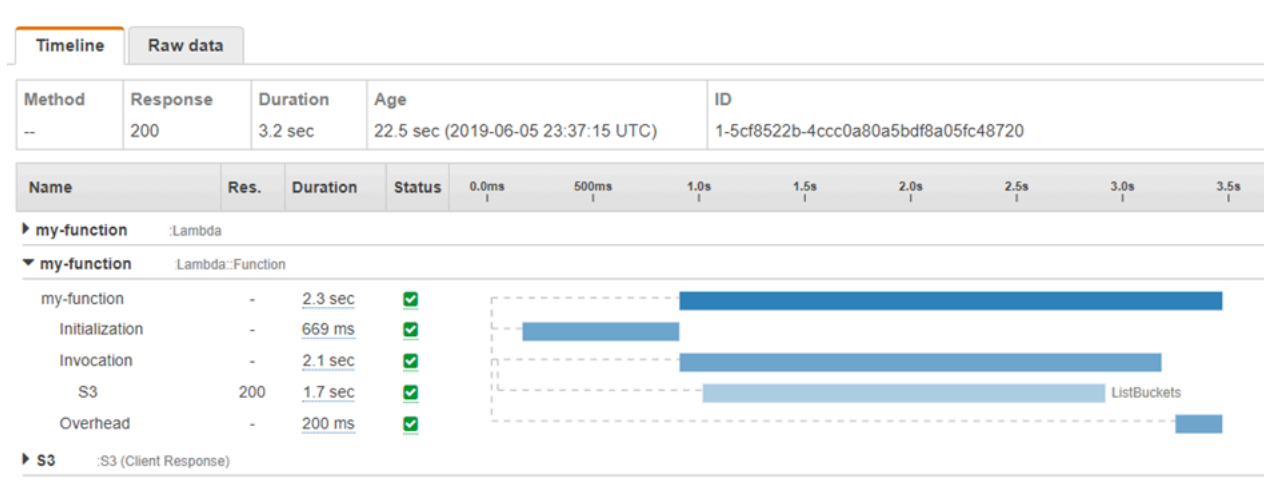 Timeline Raw data
Method Response Duration Age ID
-- 200 3.2 sec 22.5 sec (2019-06-05 23:37:15 UTC) 1-5cf8522b-4ccc0a80a5bdf8a05fc48720
Name Res. Duration Status 0.0ms 500ms 1.0s 1.5s 2.0s 2.5s 3.0s 3.5s
my-function :Lambda
my-function :Lambda::Function
my-function - 2.3 sec
Initialization - 669 ms
Invocation - 2.1 sec
S3 200 1.7 sec ListBuckets
Overhead - 200 ms
S3 :S3 (Client Response)